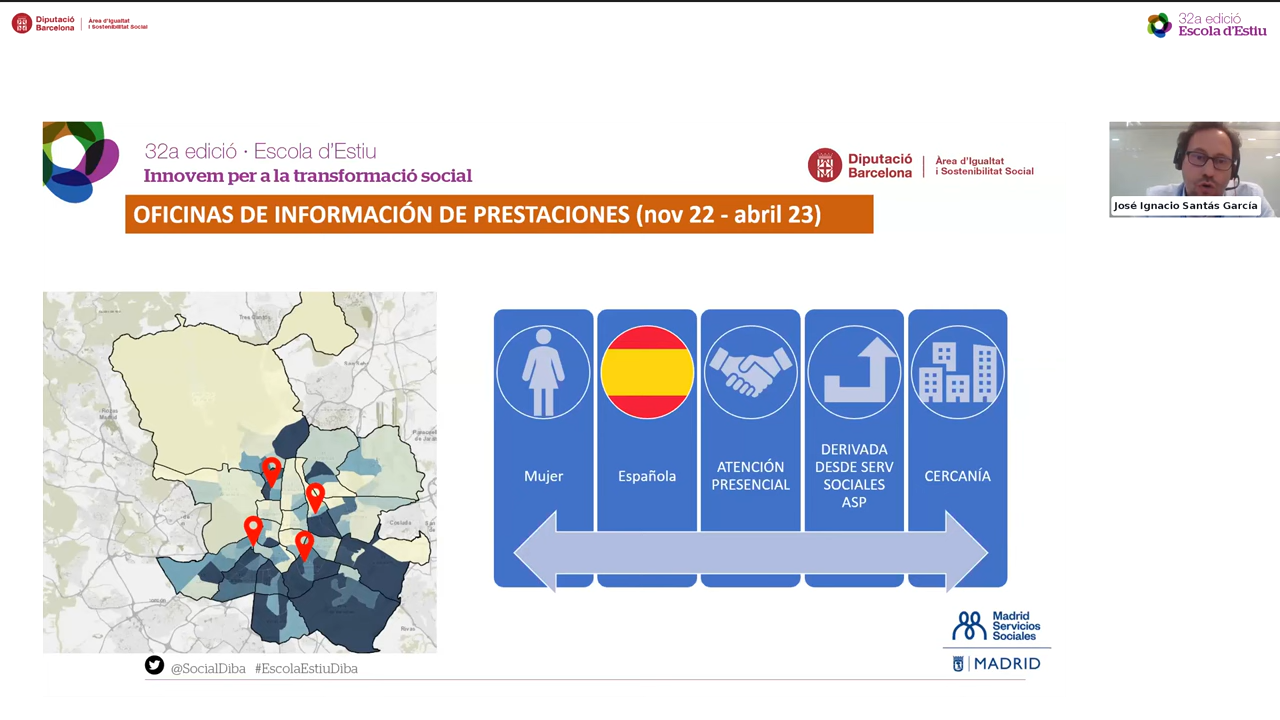 Diputació
Barcelona
Àrea d'Igualtat
i Sostenibilitat Social
32a edició
Escola d'Estiu
32a edició · Escola d'Estiu
Innovem per a la transformació social
Diputació
Barcelona
Àrea d'Igualtat
i Sostenibilitat Social
José Ignacio Santás García
OFICINAS DE INFORMACIÓN DE PRESTACIONES (nov 22 - abril 23)
Mujer
Española
ATENCIÓN
PRESENCIAL
DERIVADA
DESDE SERV
SOCIALES
ASP
CERCANÍA
Madrid
Servicios
Sociales
MADRID
@SocialDiba #EscolaEstiuDiba